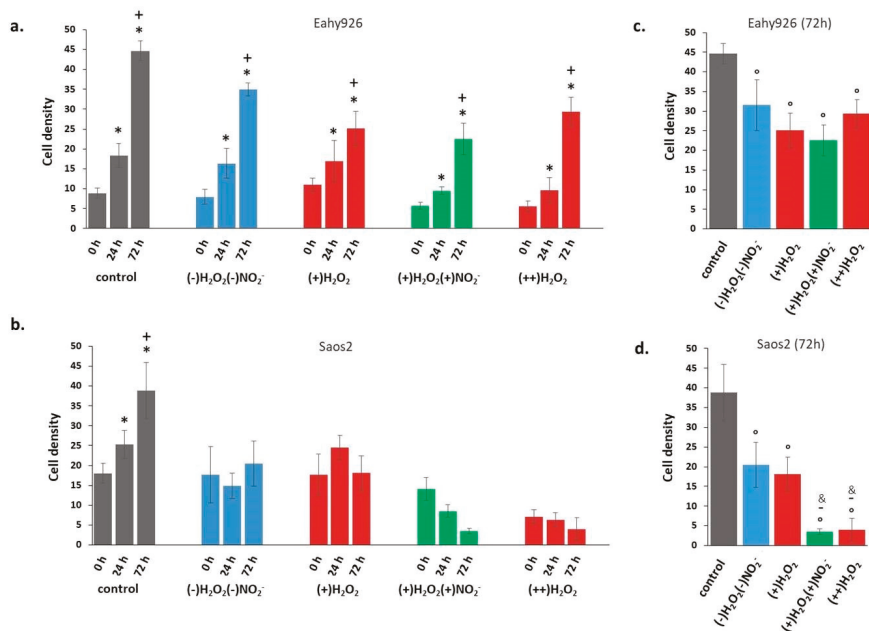 a.
Eahy926
Cell density
50
45
40
35
30
25
20
15
10
5
0
*
*
+
*
*
+
*
*
+
*
*
+
*
*
+
0 h
24 h
72 h
0 h
24 h
72 h
0 h
24 h
72 h
0 h
24 h
72 h
0 h
24 h
72 h
control
(-)H₂O₂(-)NO₂⁻
(+)H₂O₂
(+)H₂O₂(+)NO₂⁻
(++)H₂O₂
b.
Saos2
Cell density
50
45
40
35
30
25
20
15
10
5
0
*
+
*
0 h
24 h
72 h
0 h
24 h
72 h
0 h
24 h
72 h
0 h
24 h
72 h
0 h
24 h
72 h
control
(-)H₂O₂(-)NO₂⁻
(+)H₂O₂
(+)H₂O₂(+)NO₂⁻
(++)H₂O₂
c.
Eahy926 (72h)
Cell density
50
45
40
35
30
25
20
15
10
5
0
°
°
°
°
control
(-)H₂O₂(-)NO₂⁻
(+)H₂O₂
(+)H₂O₂(+)NO₂⁻
(++)H₂O₂
d.
Saos2 (72h)
Cell density
50
45
40
35
30
25
20
15
10
5
0
°
°
&
-
°
&
-
°
control
(-)H₂O₂(-)NO₂⁻
(+)H₂O₂
(+)H₂O₂(+)NO₂⁻
(++)H₂O₂